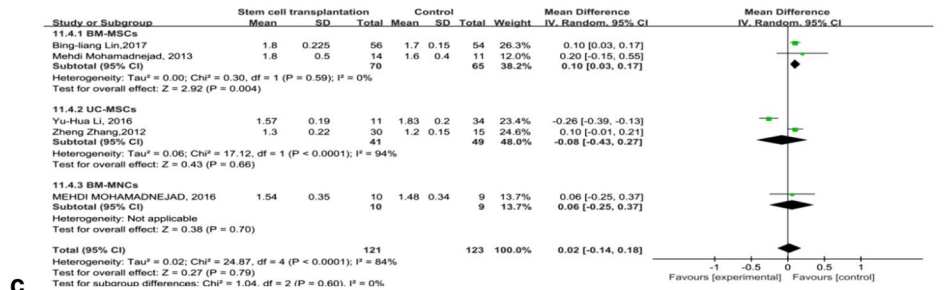 Stem cell transplantation Control Mean Difference Mean Difference
Study or Subgroup Mean SD Total Mean SD Total Weight IV, Random, 95% CI IV, Random, 95% CI
11.4.1 BM-MSCs
Bing-liang Lin,2017 1.8 0.225 56 1.7 0.15 54 26.3% 0.10 [0.03, 0.17]
Mehdi Mohamadnejad, 2013 1.8 0.5 14 1.6 0.4 11 12.0% 0.20 [-0.15, 0.55]
Subtotal (95% CI) 70 65 38.2% 0.10 [0.03, 0.17]
Heterogeneity: Tau² = 0.00; Chi² = 0.30, df = 1 (P = 0.59); I² = 0%
Test for overall effect: Z = 2.92 (P = 0.004)
11.4.2 UC-MSCs
Yu-Hua Li, 2016 1.57 0.19 11 1.83 0.2 34 23.4% -0.26 [-0.39, -0.13]
Zheng Zhang,2012 1.3 0.22 30 1.2 0.15 15 24.6% 0.10 [-0.01, 0.21]
Subtotal (95% CI) 41 49 48.0% -0.08 [-0.43, 0.27]
Heterogeneity: Tau² = 0.06; Chi² = 17.12, df = 1 (P < 0.0001); I² = 94%
Test for overall effect: Z = 0.43 (P = 0.66)
11.4.3 BM-MNCs
MEHDI MOHAMADNEJAD, 2016 1.54 0.35 10 1.48 0.34 9 13.7% 0.06 [-0.25, 0.37]
Subtotal (95% CI) 10 9 13.7% 0.06 [-0.25, 0.37]
Heterogeneity: Not applicable
Test for overall effect: Z = 0.38 (P = 0.70)
Total (95% CI) 121 123 100.0% 0.02 [-0.14, 0.18]
Heterogeneity: Tau² = 0.02; Chi² = 24.87, df = 4 (P < 0.0001); I² = 84%
Test for overall effect: Z = 0.27 (P = 0.79)
Test for subgroup differences: Chi² = 1.04, df = 2 (P = 0.60), I² = 0%
-1 -0.5 0 0.5 1
Favours [experimental] Favours [control]
c